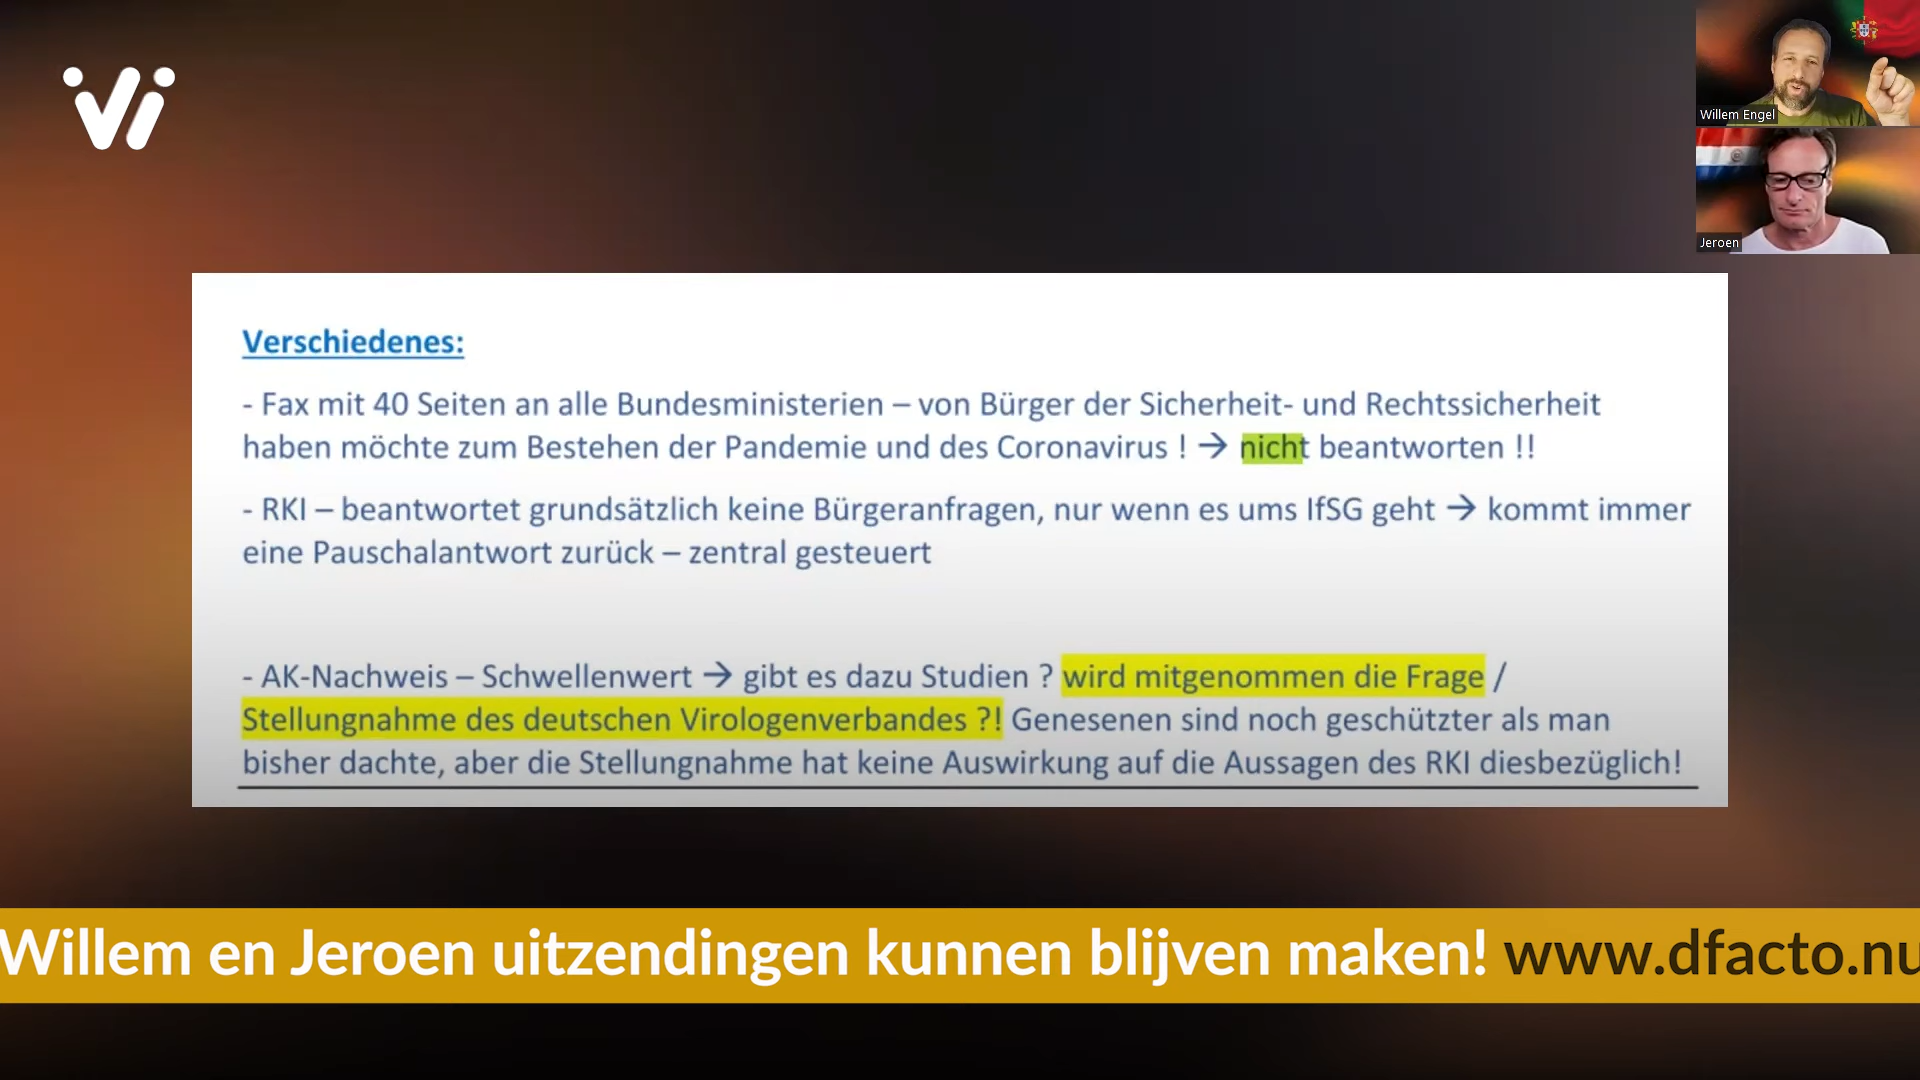 Vi
Willem Engel
Jeroen
Verschiedenes:
- Fax mit 40 Seiten an alle Bundesministerien – von Bürger der Sicherheit- und Rechtssicherheit
haben möchte zum Bestehen der Pandemie und des Coronavirus ! → nicht beantworten !!
- RKI – beantwortet grundsätzlich keine Bürgeranfragen, nur wenn es ums IfSG geht → kommt immer
eine Pauschalantwort zurück – zentral gesteuert
- AK-Nachweis – Schwellenwert → gibt es dazu Studien ? wird mitgenommen die Frage /
Stellungnahme des deutschen Virologenverbandes ?! Genesenen sind noch geschützter als man
bisher dachte, aber die Stellungnahme hat keine Auswirkung auf die Aussagen des RKI diesbezüglich!
Willem en Jeroen uitzendingen kunnen blijven maken! www.dfacto.nu